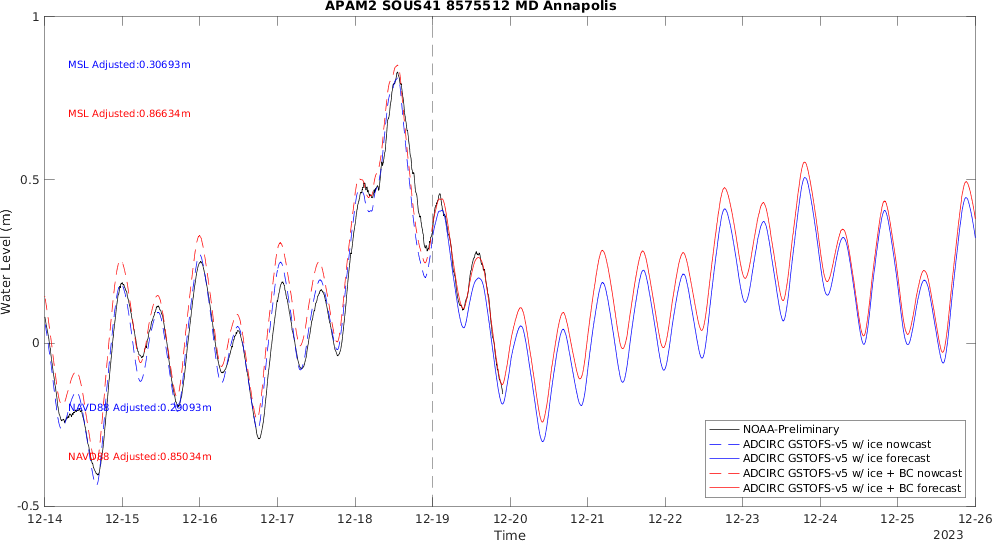 APAM2 SOUS41 8575512 MD Annapolis
1
0.5
0
-0.5
Water Level (m)
MSL Adjusted:0.30693m
MSL Adjusted:0.86634m
NAVD88 Adjusted:0.29093m
NAVD88 Adjusted:0.85034m
NOAA-Preliminary
ADCIRC GSTOFS-v5 w/ ice nowcast
ADCIRC GSTOFS-v5 w/ ice forecast
ADCIRC GSTOFS-v5 w/ ice + BC nowcast
ADCIRC GSTOFS-v5 w/ ice + BC forecast
12-14 12-15 12-16 12-17 12-18 12-19 12-20 12-21 12-22 12-23 12-24 12-25 12-26
Time
2023